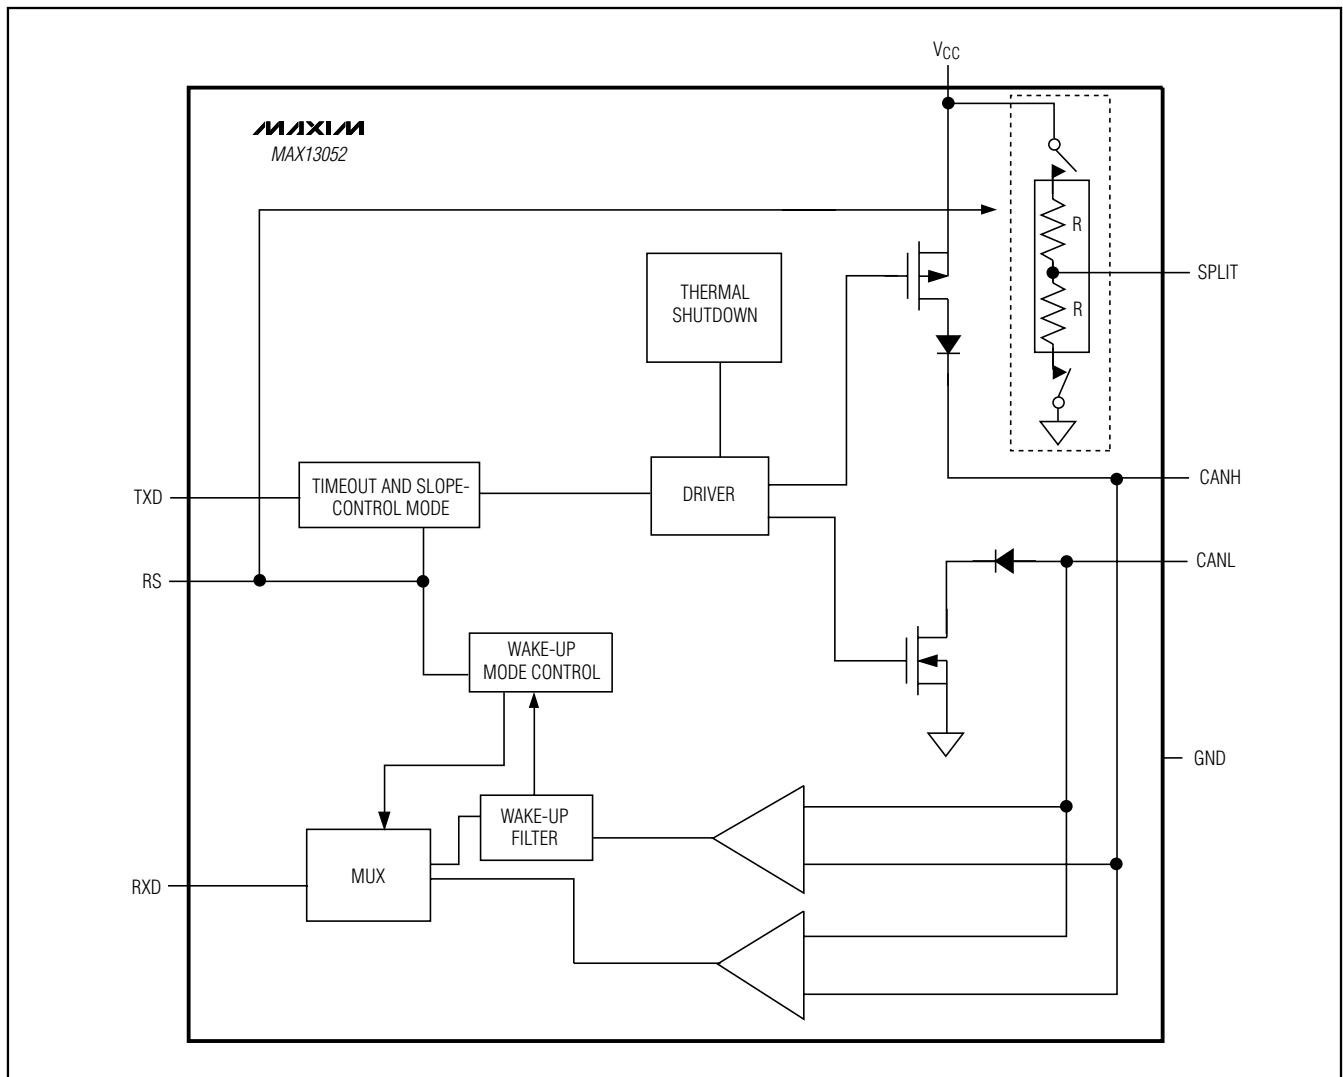 VCC
MAXIM
MAX13052
R
SPLIT
THERMAL
SHUTDOWN
R
TXD
TIMEOUT AND SLOPE-
CONTROL MODE
DRIVER
CANH
RS
CANL
WAKE-UP
MODE CONTROL
GND
WAKE-UP
FILTER
MUX
RXD